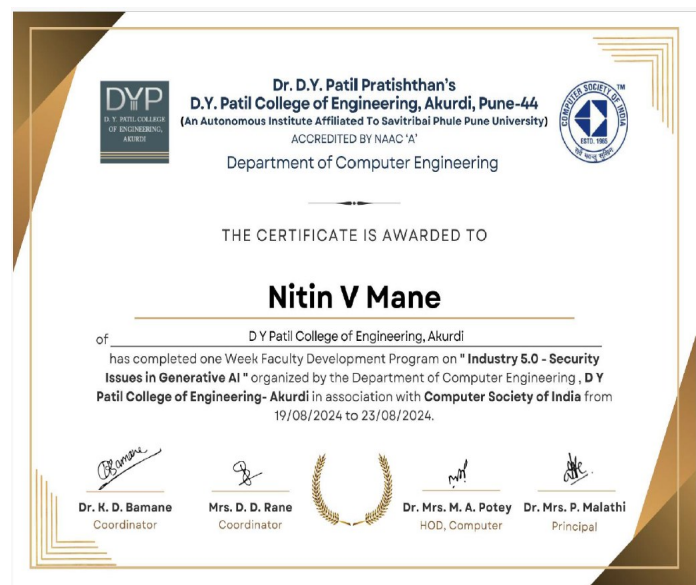 DYP
D. Y. PATIL COLLEGE
OF ENGINEERING,
AKURDI
Dr. D.Y. Patil Pratishthan's
D.Y. Patil College of Engineering, Akurdi, Pune-44
(An Autonomous Institute Affiliated To Savitribai Phule Pune University)
ACCREDITED BY NAAC 'A'
Department of Computer Engineering
COMPUTER SOCIETY OF INDIA
TM
ESTD. 1965
THE CERTIFICATE IS AWARDED TO
Nitin V Mane
of D Y Patil College of Engineering, Akurdi
has completed one Week Faculty Development Program on " Industry 5.0 - Security
Issues in Generative AI " organized by the Department of Computer Engineering , D Y
Patil College of Engineering- Akurdi in association with Computer Society of India from
19/08/2024 to 23/08/2024.
Bamane
Dr. K. D. Bamane
Coordinator
Mrs. D. D. Rane
Coordinator
Dr. Mrs. M. A. Potey
HOD, Computer
Dr. Mrs. P. Malathi
Principal